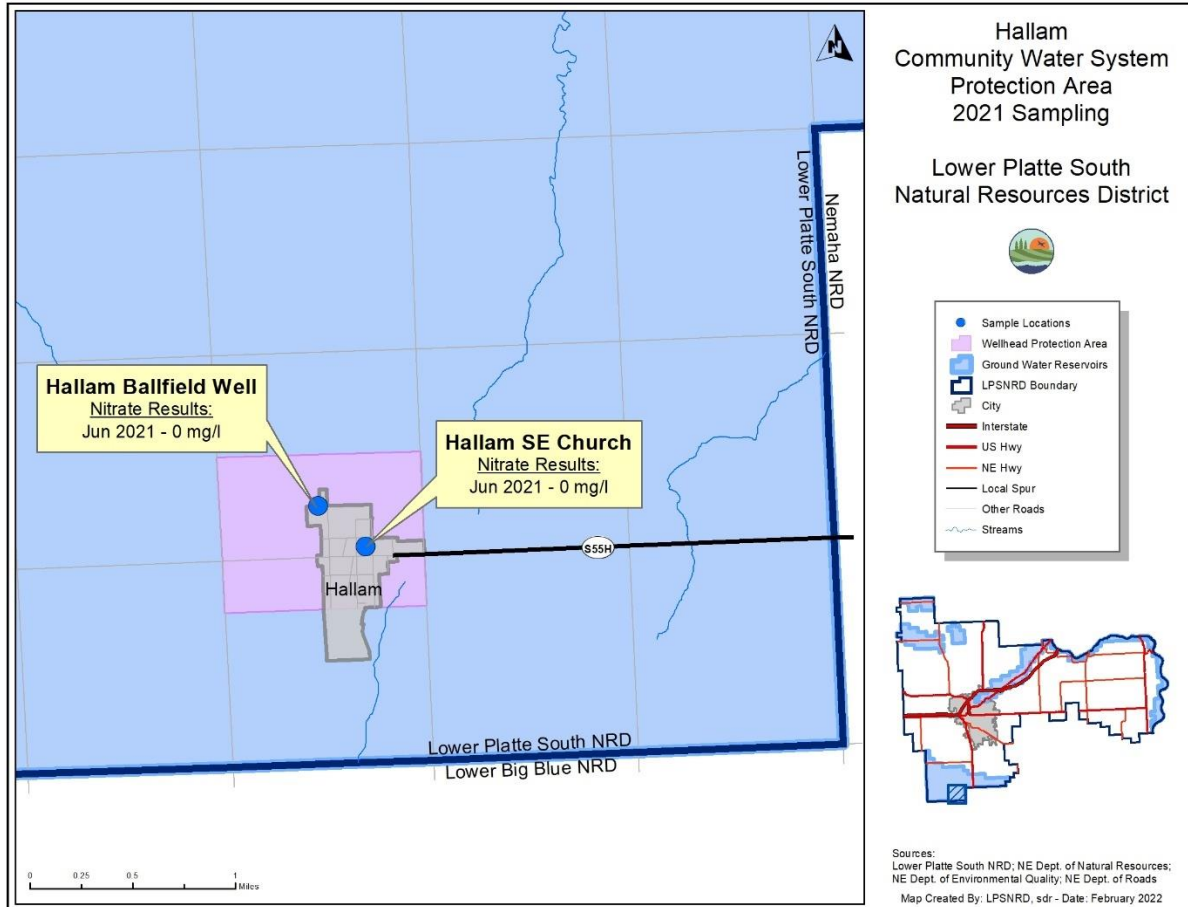 Hallam
Community Water System
Protection Area
2021 Sampling
Lower Platte South
Natural Resources District
N
Lower Platte South NRD
Nemaha NRD
Hallam Ballfield Well
Nitrate Results:
Jun 2021 - 0 mg/l
Hallam SE Church
Nitrate Results:
Jun 2021 - 0 mg/l
S55H
Hallam
Lower Platte South NRD
Lower Big Blue NRD
0 0.25 0.5 1
Miles
Sample Locations
Wellhead Protection Area
Ground Water Reservoirs
LPSNRD Boundary
City
Interstate
US Hwy
NE Hwy
Local Spur
Other Roads
Streams
Sources:
Lower Platte South NRD; NE Dept. of Natural Resources;
NE Dept. of Environmental Quality; NE Dept. of Roads
Map Created By: LPSNRD, sdr - Date: February 2022